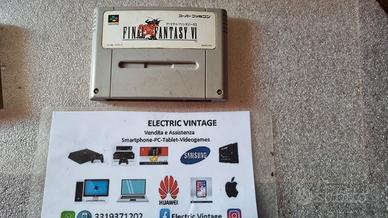 スーパーファミコン
FINAL FANTASY VI
ELECTRIC VINTAGE
Vendita e Assistenza
Smartphone-PC-Tablet-Videogames
SAMSUNG
HUAWEI
3319371202
Electric Vintage